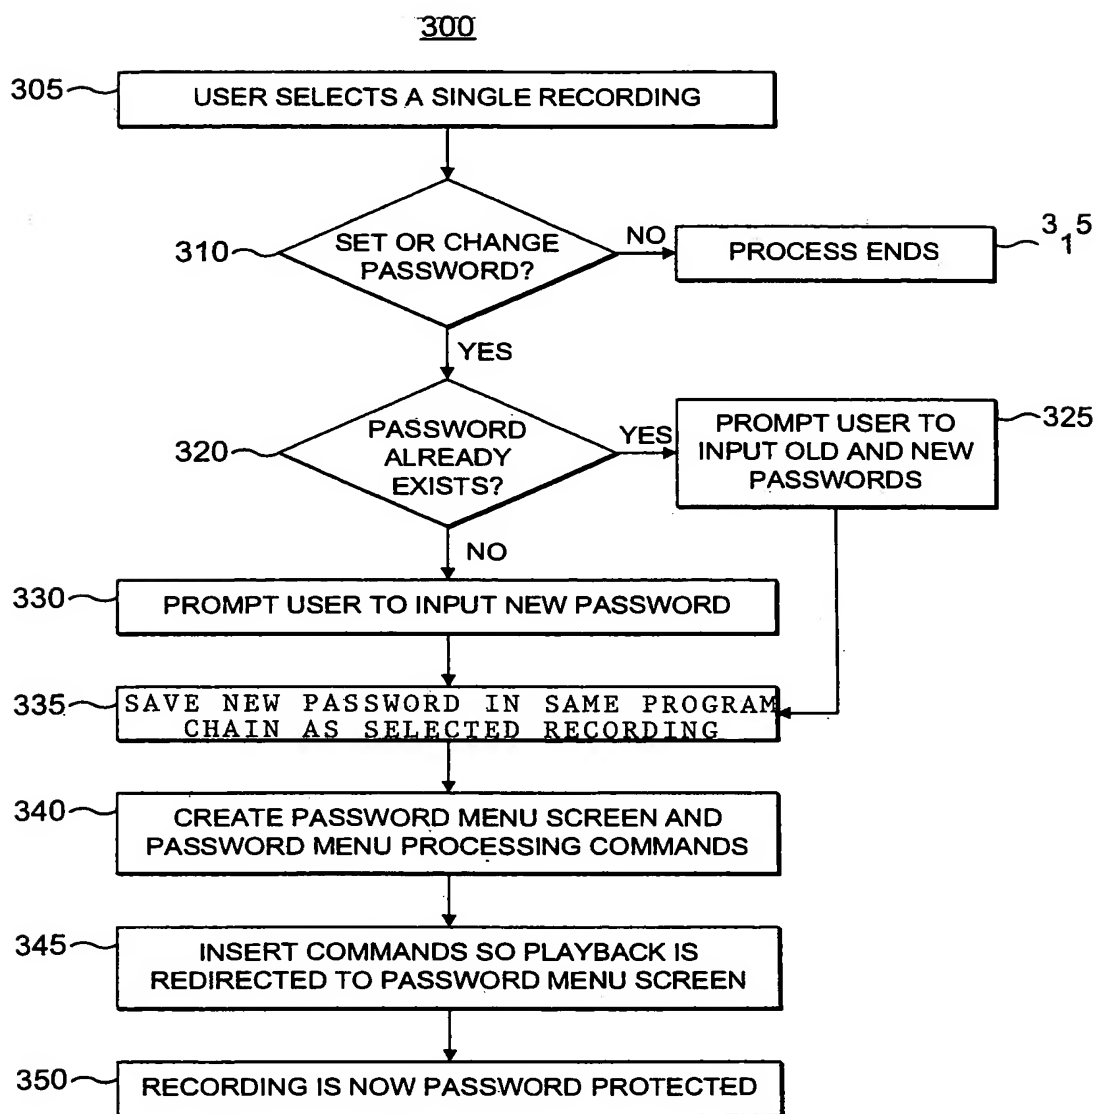 300
305
USER SELECTS A SINGLE RECORDING
310
SET OR CHANGE
PASSWORD?
NO
PROCESS ENDS
315
YES
320
PASSWORD
ALREADY
EXISTS?
YES
PROMPT USER TO
INPUT OLD AND NEW
PASSWORDS
325
NO
330
PROMPT USER TO INPUT NEW PASSWORD
335
SAVE NEW PASSWORD IN SAME PROGRAM
CHAIN AS SELECTED RECORDING
340
CREATE PASSWORD MENU SCREEN AND
PASSWORD MENU PROCESSING COMMANDS
345
INSERT COMMANDS SO PLAYBACK IS
REDIRECTED TO PASSWORD MENU SCREEN
350
RECORDING IS NOW PASSWORD PROTECTED